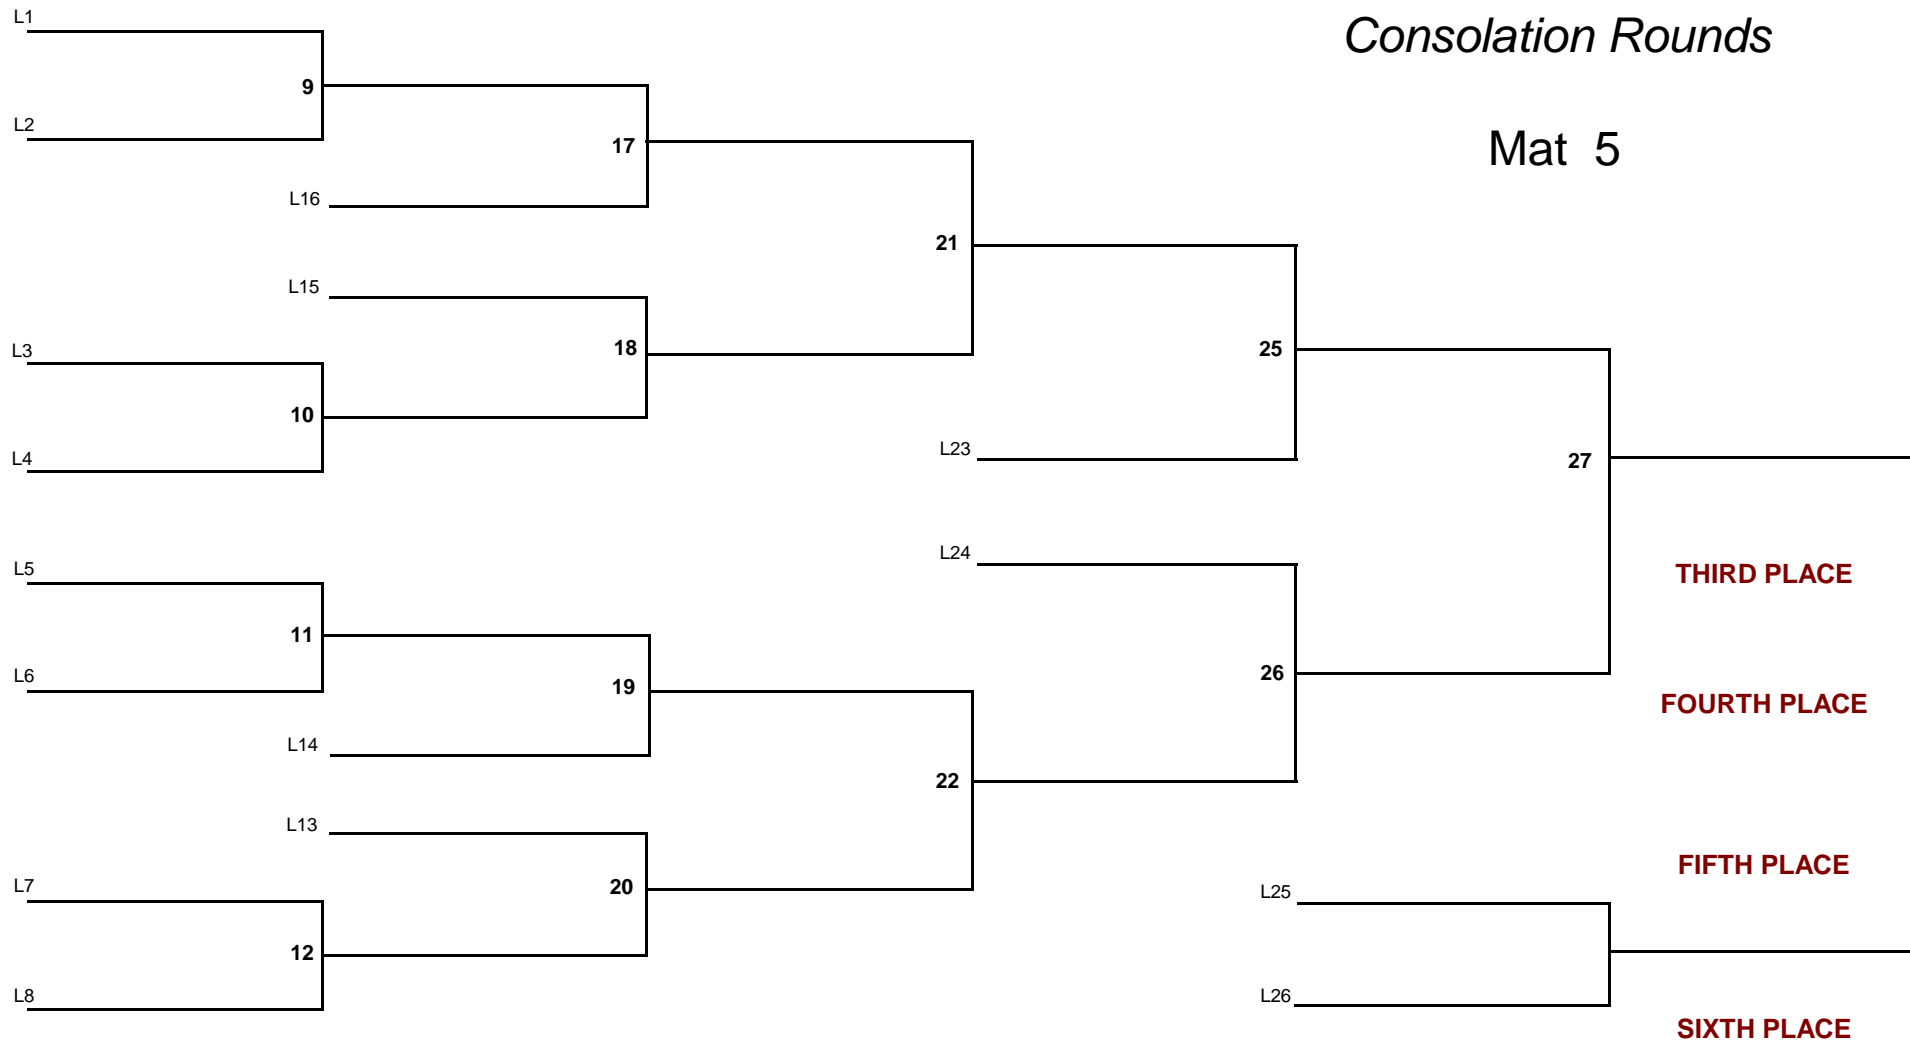 L1
Consolation Rounds
9
L2
17
Mat 5
L16
21
L15
L3
18
25
10
L4
L23
27
L24
L5
THIRD PLACE
11
L6
19
26
FOURTH PLACE
L14
22
L13
FIFTH PLACE
L7
20
L25
12
L8
L26
SIXTH PLACE